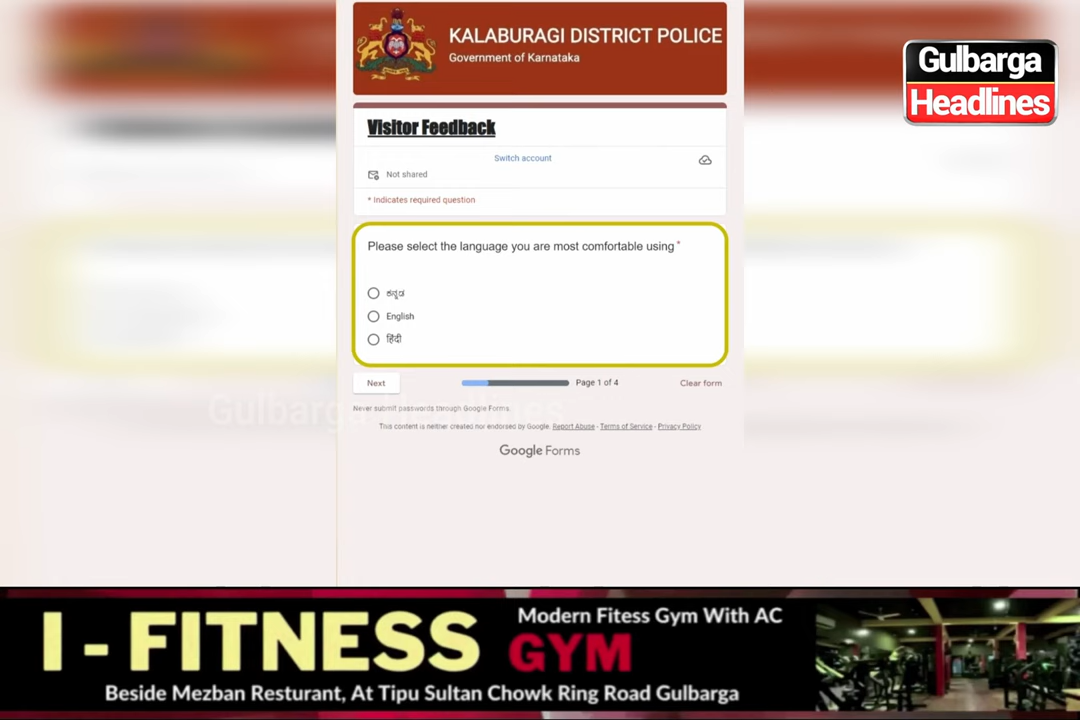 KALABURAGI DISTRICT POLICE
Government of Karnataka
Gulbarga
Headlines
Visitor Feedback
Switch account
Not shared
* Indicates required question
Please select the language you are most comfortable using *
ಕನ್ನಡ
English
हिंदी
Next
Page 1 of 4
Clear form
Gulbarga Headlines
Never submit passwords through Google Forms.
This content is neither created nor endorsed by Google. Report Abuse - Terms of Service - Privacy Policy
Google Forms
I - FITNESS
Modern Fitess Gym With AC
GYM
Beside Mezban Resturant, At Tipu Sultan Chowk Ring Road Gulbarga